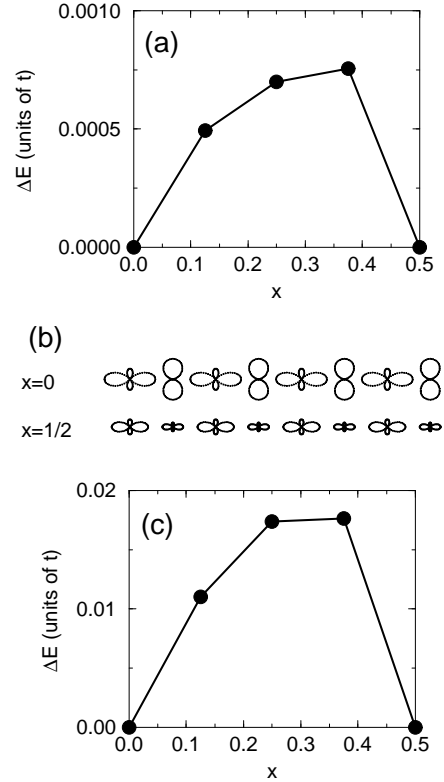 (a)
ΔE (units of t)
0.0010
0.0005
0.0000
0.0 0.1 0.2 0.3 0.4 0.5
x
(b)
x=0
x=1/2
(c)
ΔE (units of t)
0.02
0.01
0.00
0.0 0.1 0.2 0.3 0.4 0.5
x